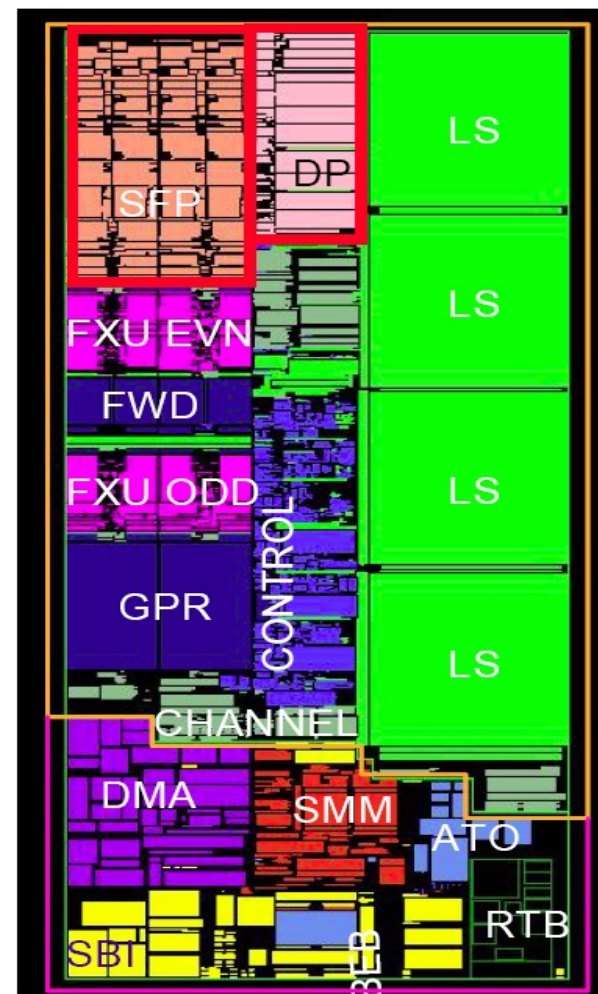 SFP
DP
LS
FXU EVN
LS
FWD
FXU ODD
LS
GPR
CONTROL
LS
CHANNEL
DMA
SMM
ATO
SBI
BEB
RTB